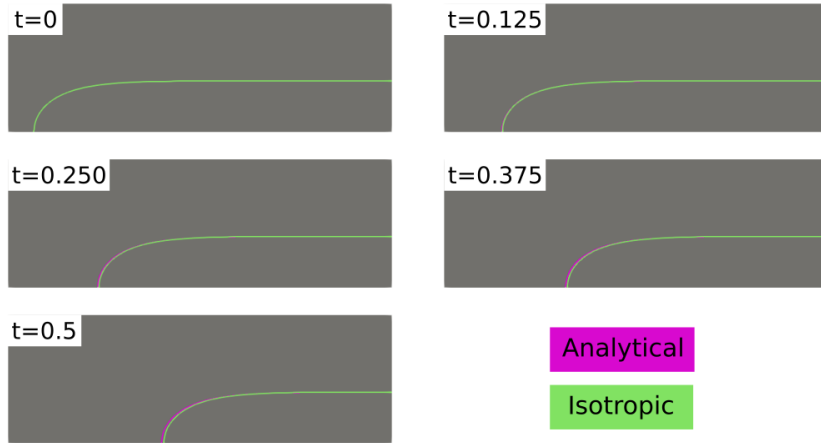 t=0
t=0.125
t=0.250
t=0.375
t=0.5
Analytical
Isotropic